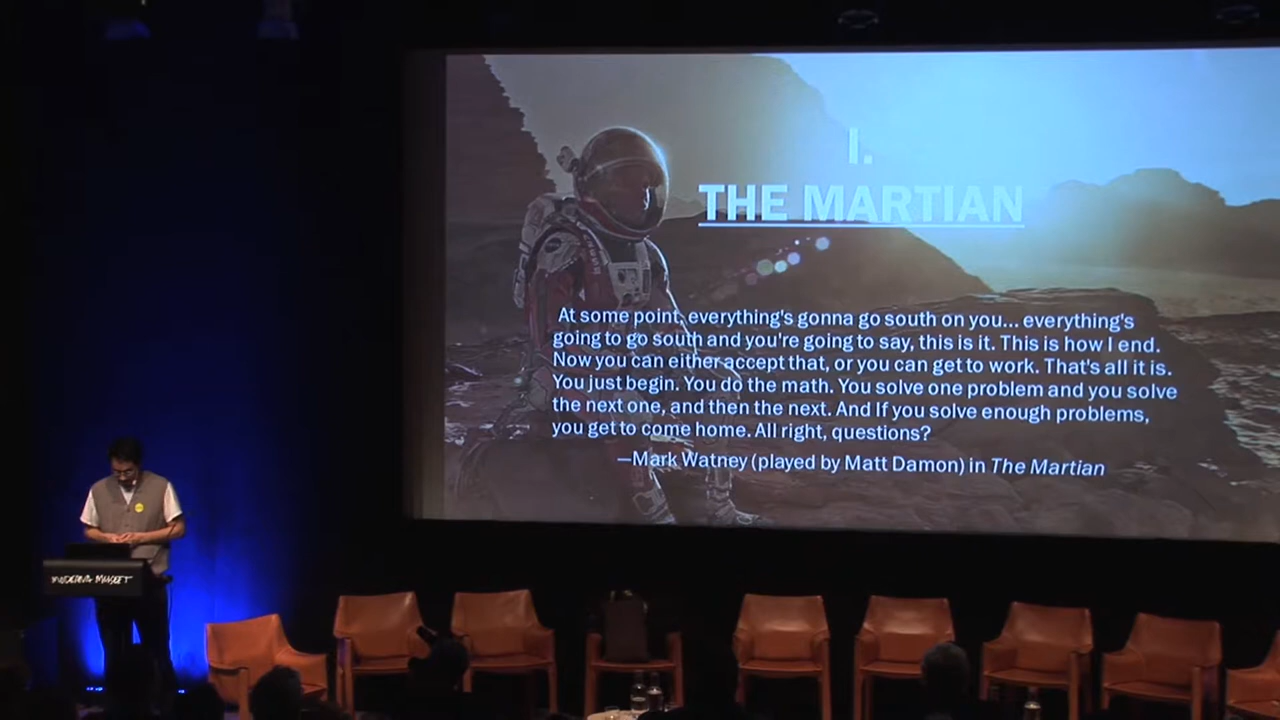 I.
THE MARTIAN
At some point, everything's gonna go south on you... everything's
going to go south and you're going to say, this is it. This is how I end.
Now you can either accept that, or you can get to work. That's all it is.
You just begin. You do the math. You solve one problem and you solve
the next one, and then the next. And If you solve enough problems,
you get to come home. All right, questions?
—Mark Watney (played by Matt Damon) in The Martian
MODERNA MUSEET